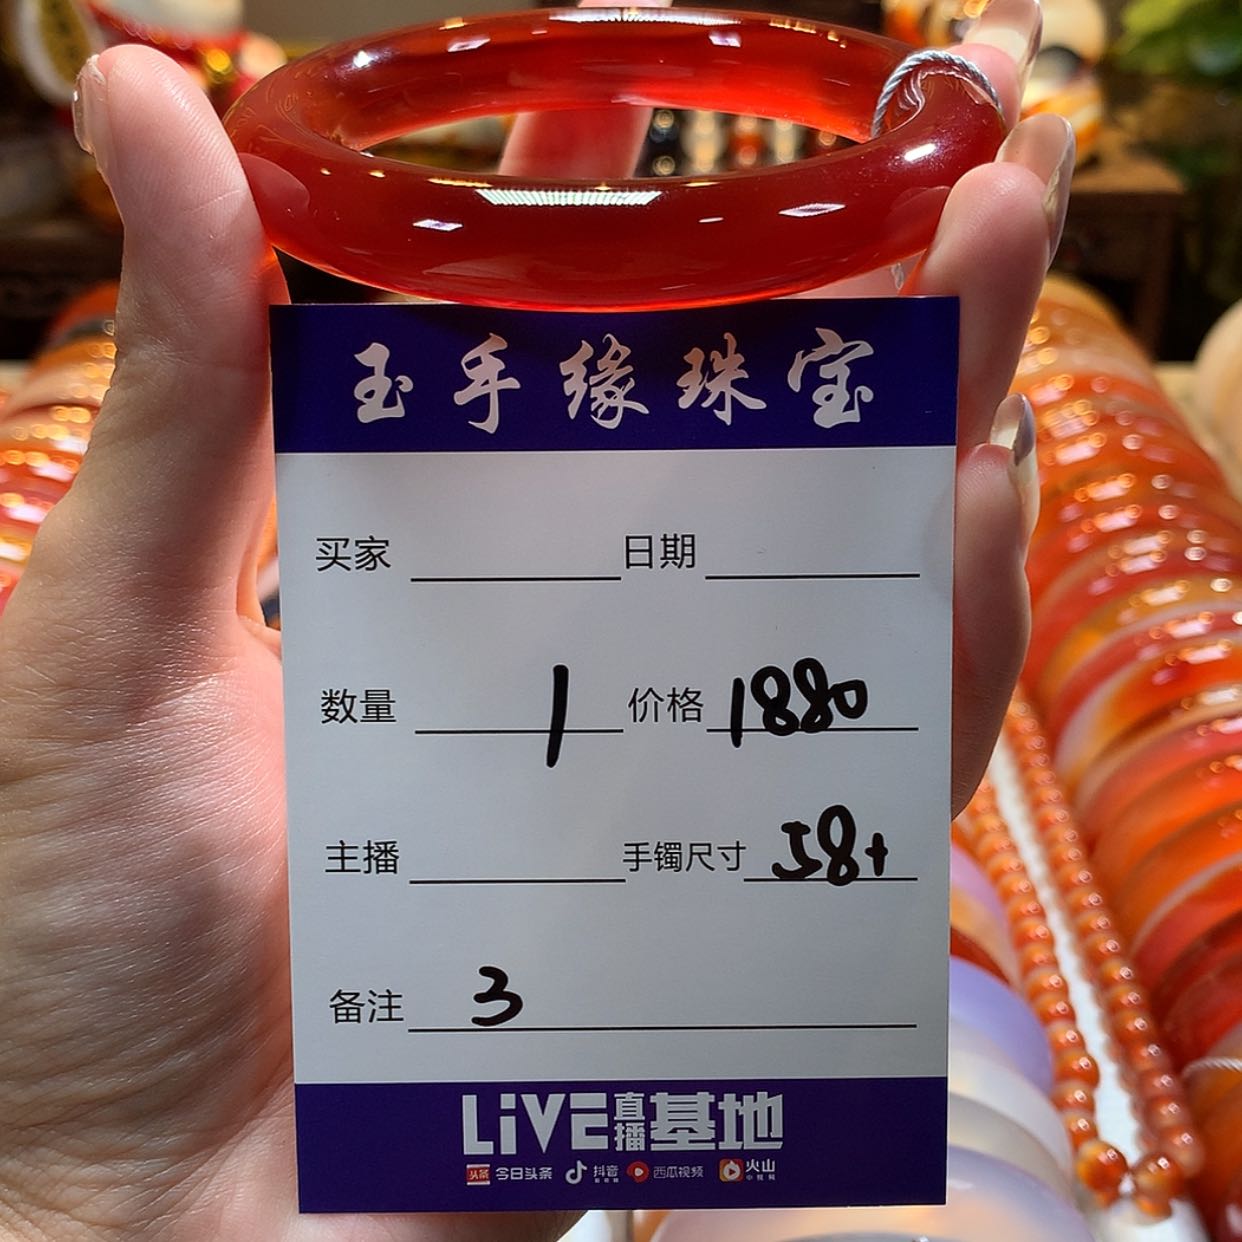 玉手缘珠宝
买家 日期
数量 1 价格 1880
主播 手镯尺寸 58+
备注 3
LiVE直播基地
头条 今日头条 抖音 西瓜视频 火山